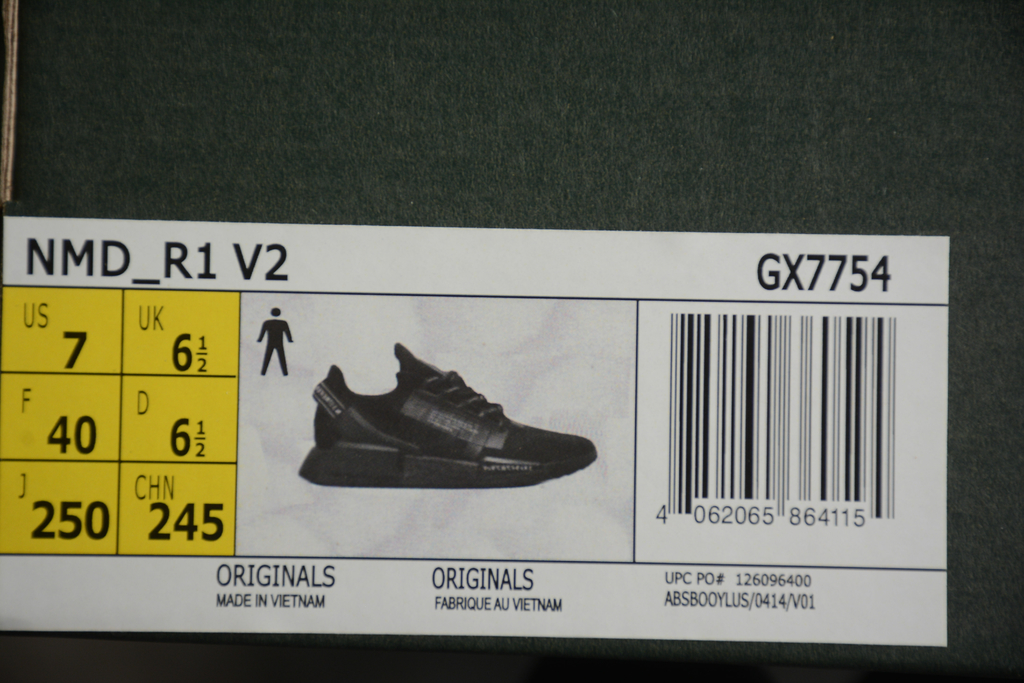 NMD_R1 V2 GX7754
US 7 UK 6½
F 40 D 6½
J 250 CHN 245
4 062065 864115
ORIGINALS ORIGINALS
MADE IN VIETNAM FABRIQUE AU VIETNAM
UPC PO# 126096400
ABSBOOYLUS/0414/V01